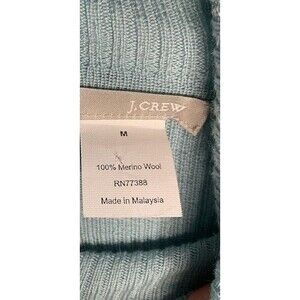 J.CREW
M
100% Merino Wool
RN77388
Made in Malaysia